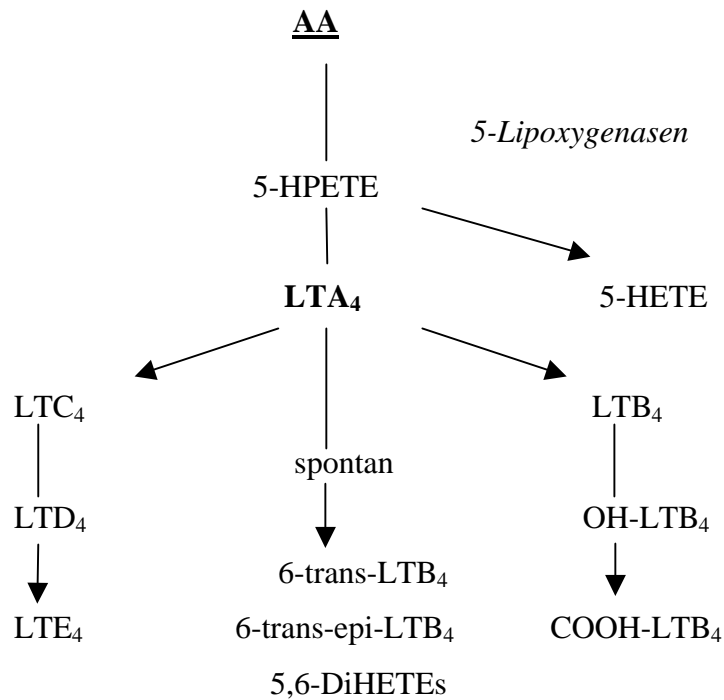 AA
5-Lipoxygenasen
5-HPETE
LTA₄
5-HETE
LTC₄
LTB₄
spontan
LTD₄
OH-LTB₄
6-trans-LTB₄
LTE₄
6-trans-epi-LTB₄
COOH-LTB₄
5,6-DiHETEs